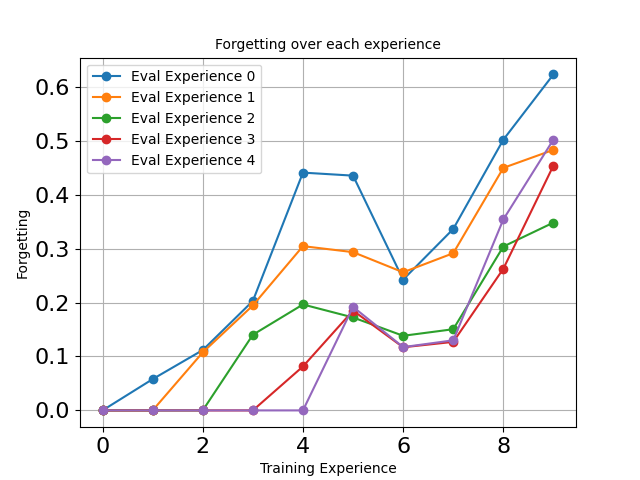 Forgetting over each experience
Eval Experience 0
Eval Experience 1
Eval Experience 2
Eval Experience 3
Eval Experience 4
Forgetting
0.6
0.5
0.4
0.3
0.2
0.1
0.0
0 2 4 6 8
Training Experience